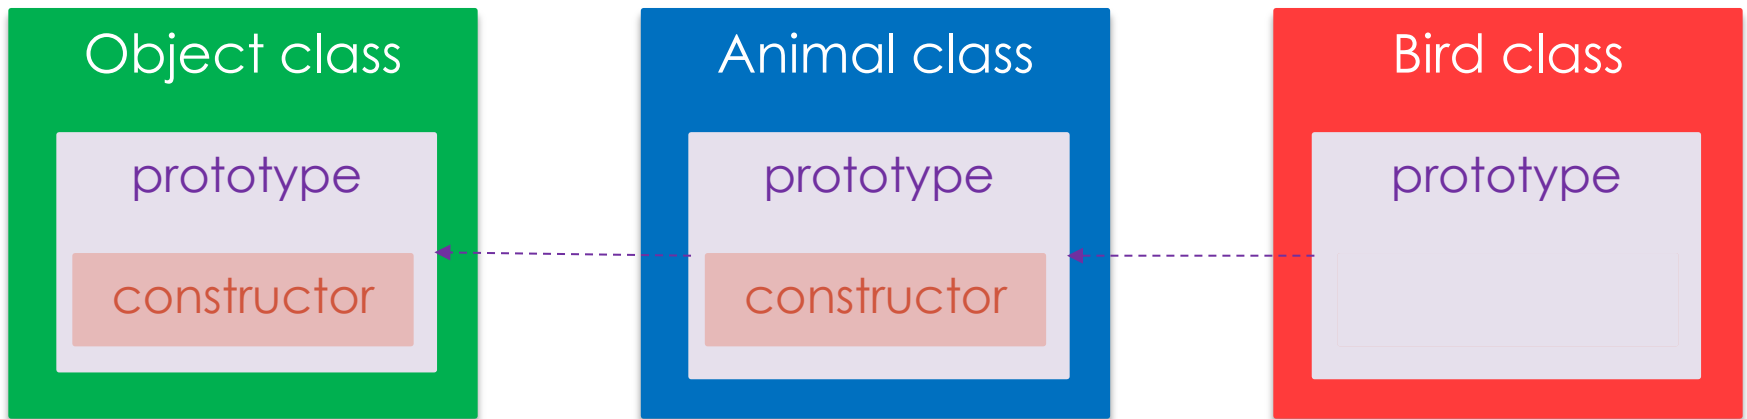 Object class
prototype
constructor
Animal class
prototype
constructor
Bird class
prototype